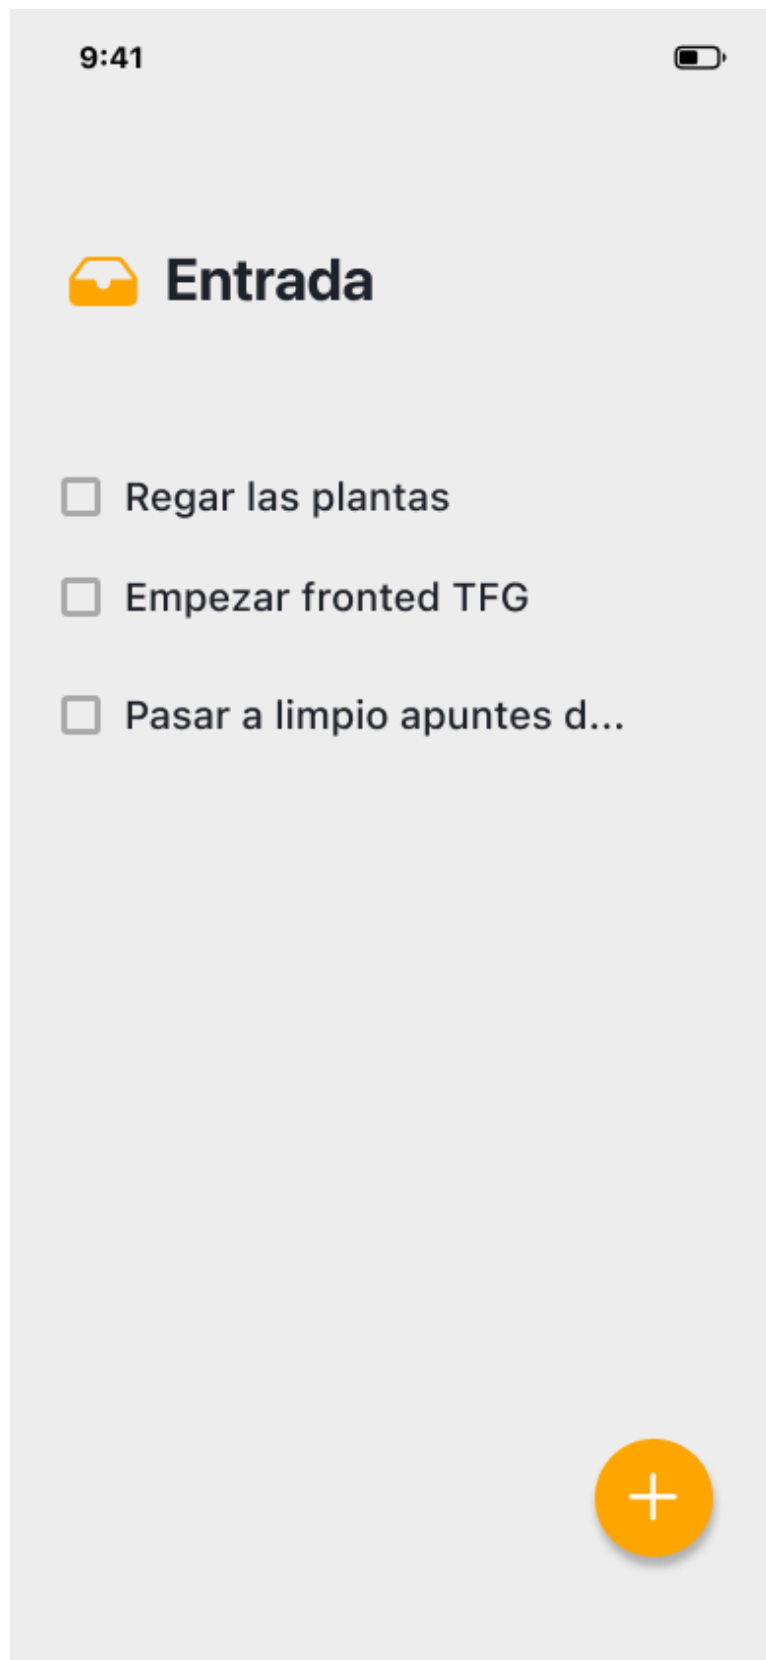 9:41
Entrada
Regar las plantas
Empezar fronted TFG
Pasar a limpio apuntes d...